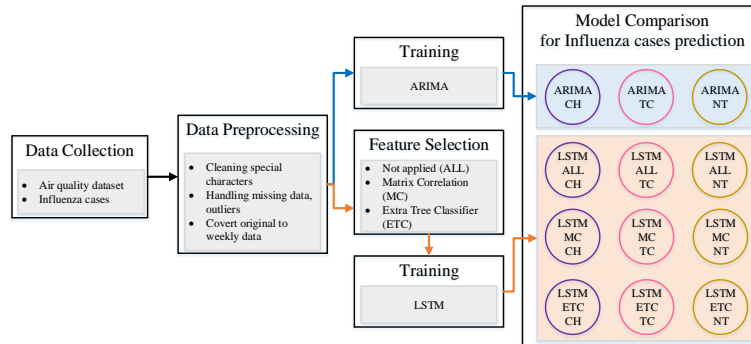 Data Collection
• Air quality dataset
• Influenza cases
Data Preprocessing
• Cleaning special
characters
• Handling missing data,
outliers
• Covert original to
weekly data
Training
ARIMA
Feature Selection
• Not applied (ALL)
• Matrix Correlation
(MC)
• Extra Tree Classifier
(ETC)
Training
LSTM
Model Comparison
for Influenza cases prediction
ARIMA
CH
ARIMA
TC
ARIMA
NT
LSTM
ALL
CH
LSTM
ALL
TC
LSTM
ALL
NT
LSTM
MC
CH
LSTM
MC
TC
LSTM
MC
NT
LSTM
ETC
CH
LSTM
ETC
TC
LSTM
ETC
NT